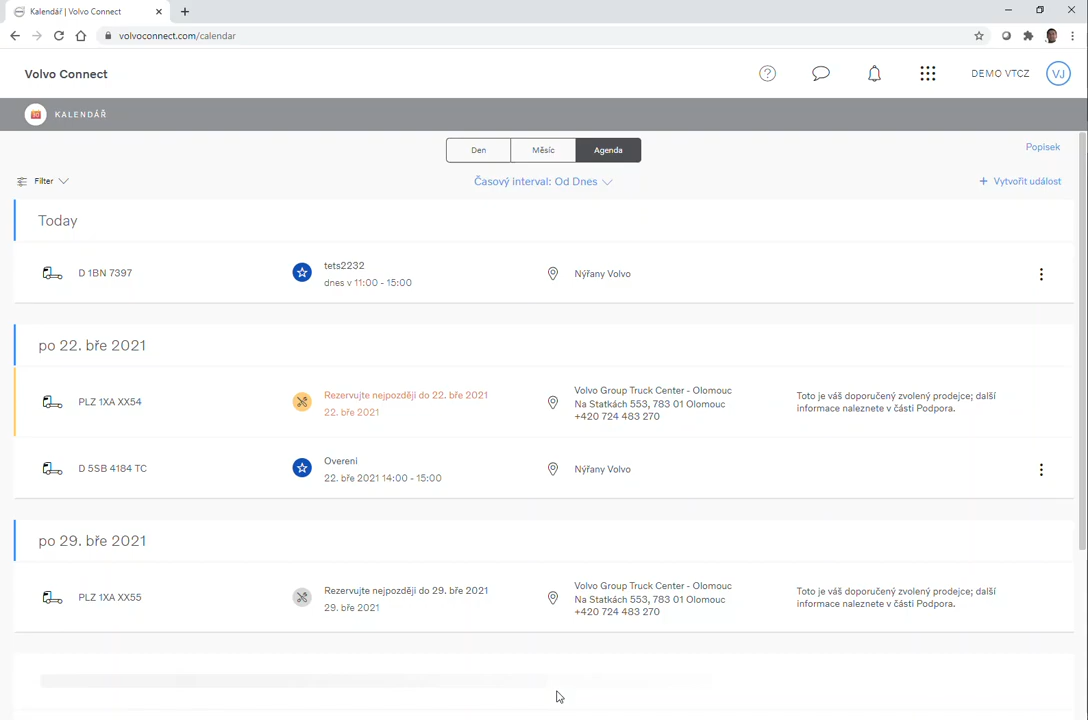 Kalendář | Volvo Connect
volvoconnect.com/calendar
Volvo Connect
DEMO VTCZ
VJ
KALENDÁŘ
Den
Měsíc
Agenda
Popisek
Filter
Časový interval: Od Dnes
+ Vytvořit událost
Today
D 1BN 7397
tets2232
dnes v 11:00 - 15:00
Nýřany Volvo
po 22. bře 2021
PLZ 1XA XX54
Rezervujte nejpozději do 22. bře 2021
22. bře 2021
Volvo Group Truck Center - Olomouc
Na Statkách 553, 783 01 Olomouc
+420 724 483 270
Toto je váš doporučený zvolený prodejce; další
informace naleznete v části Podpora.
D 5SB 4184 TC
Overeni
22. bře 2021 14:00 - 15:00
Nýřany Volvo
po 29. bře 2021
PLZ 1XA XX55
Rezervujte nejpozději do 29. bře 2021
29. bře 2021
Volvo Group Truck Center - Olomouc
Na Statkách 553, 783 01 Olomouc
+420 724 483 270
Toto je váš doporučený zvolený prodejce; další
informace naleznete v části Podpora.